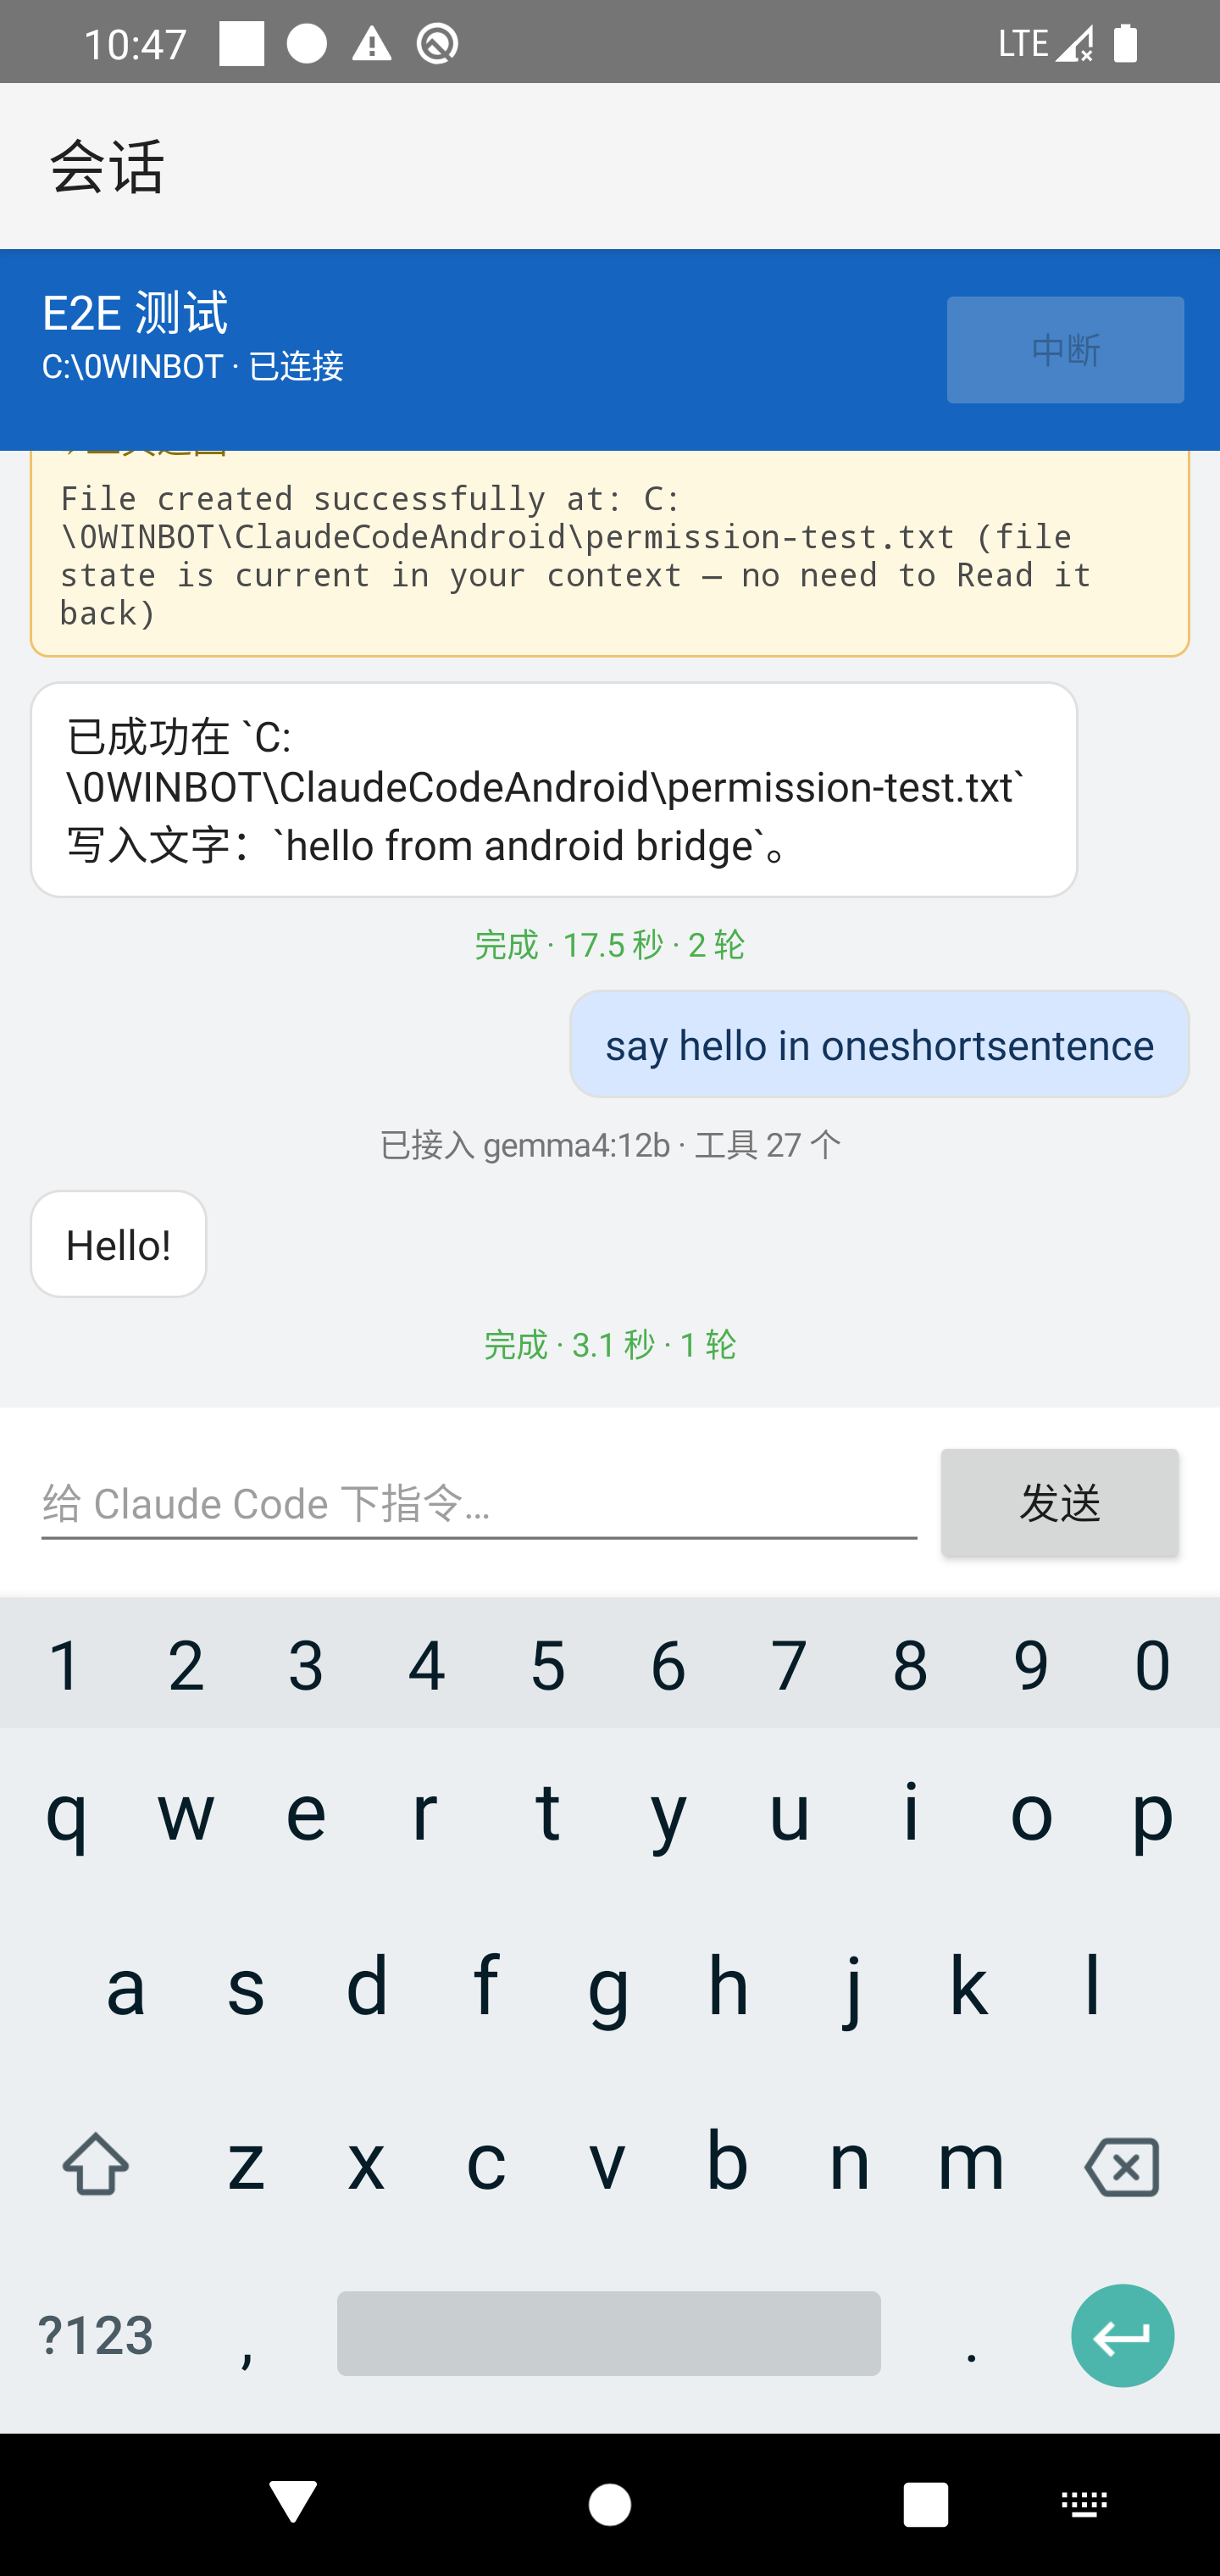 10:47
LTE
会话
E2E 测试
C:\0WINBOT · 已连接
中断
File created successfully at: C:
\0WINBOT\ClaudeCodeAndroid\permission-test.txt (file
state is current in your context — no need to Read it
back)
已成功在 `C:
\0WINBOT\ClaudeCodeAndroid\permission-test.txt`
写入文字：`hello from android bridge`。
完成 · 17.5 秒 · 2 轮
say hello in oneshortsentence
已接入 gemma4:12b · 工具 27 个
Hello!
完成 · 3.1 秒 · 1 轮
给 Claude Code 下指令…
发送
1 2 3 4 5 6 7 8 9 0
q w e r t y u i o p
a s d f g h j k l
z x c v b n m
?123 , .